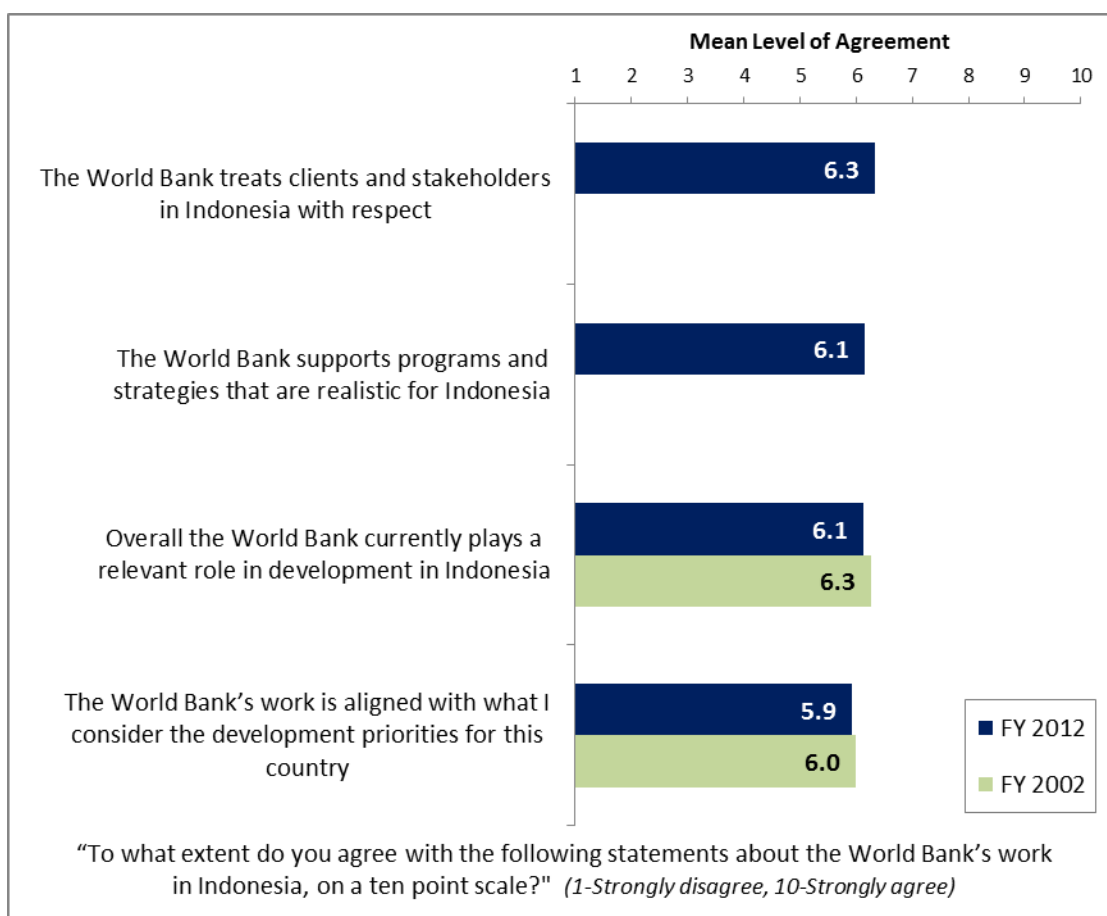 Mean Level of Agreement
1 2 3 4 5 6 7 8 9 10
The World Bank treats clients and stakeholders
in Indonesia with respect
6.3
The World Bank supports programs and
strategies that are realistic for Indonesia
6.1
Overall the World Bank currently plays a
relevant role in development in Indonesia
6.1
6.3
The World Bank’s work is aligned with what I
consider the development priorities for this
country
5.9
6.0
FY 2012
FY 2002
“To what extent do you agree with the following statements about the World Bank’s work
in Indonesia, on a ten point scale?" (1-Strongly disagree, 10-Strongly agree)